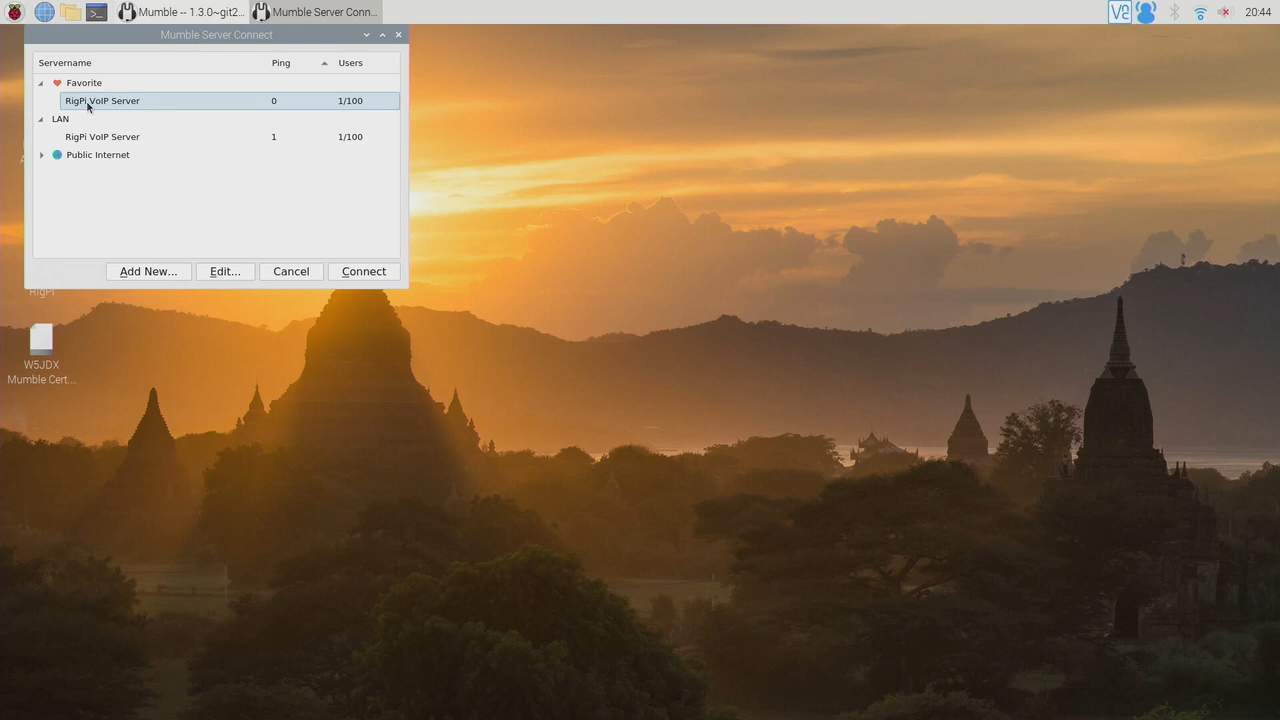 Mumble -- 1.3.0~git2...
Mumble Server Conn...
20:44
Mumble Server Connect
Servername Ping Users
Favorite
RigPi VoIP Server 0 1/100
LAN
RigPi VoIP Server 1 1/100
Public Internet
Add New... Edit... Cancel Connect
RigPi
W5JDX
Mumble Cert....